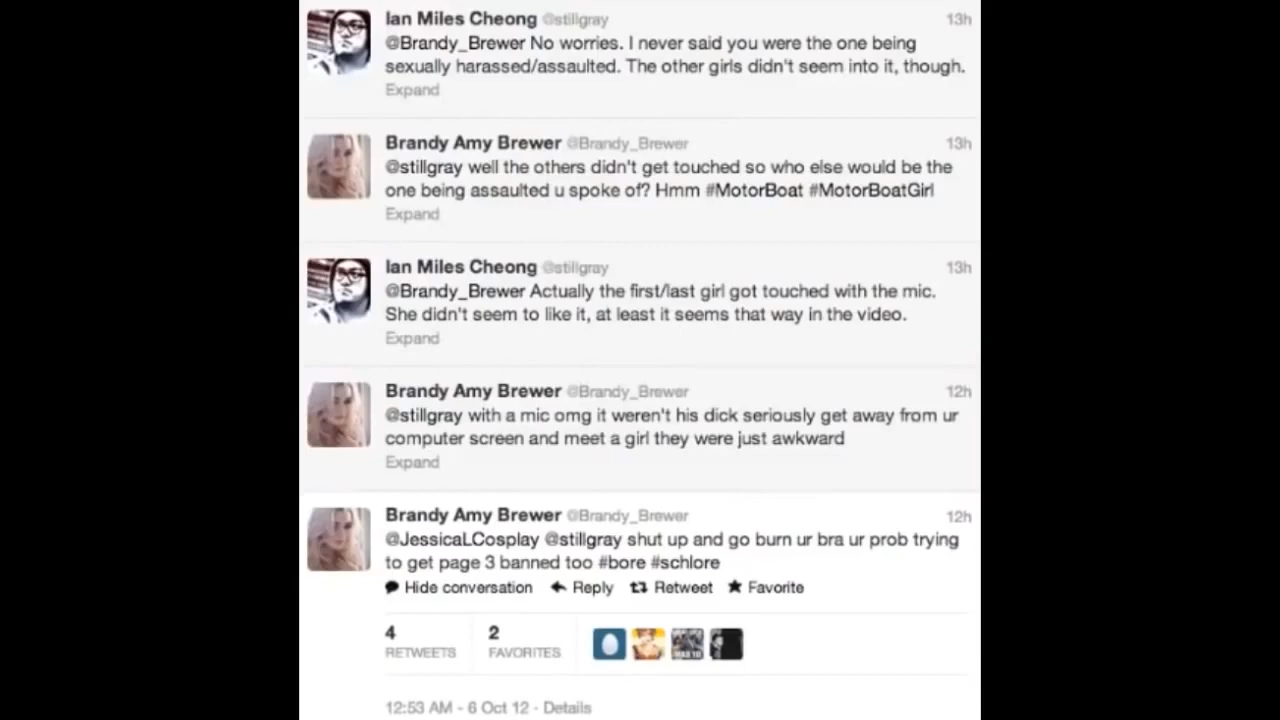 Ian Miles Cheong @stillgray 13h
@Brandy_Brewer No worries. I never said you were the one being
sexually harassed/assaulted. The other girls didn't seem into it, though.
Expand
Brandy Amy Brewer @Brandy_Brewer 13h
@stillgray well the others didn't get touched so who else would be the
one being assaulted u spoke of? Hmm #MotorBoat #MotorBoatGirl
Expand
Ian Miles Cheong @stillgray 13h
@Brandy_Brewer Actually the first/last girl got touched with the mic.
She didn't seem to like it, at least it seems that way in the video.
Expand
Brandy Amy Brewer @Brandy_Brewer 12h
@stillgray with a mic omg it weren't his dick seriously get away from ur
computer screen and meet a girl they were just awkward
Expand
Brandy Amy Brewer @Brandy_Brewer 12h
@JessicaLCosplay @stillgray shut up and go burn ur bra ur prob trying
to get page 3 banned too #bore #schlore
Hide conversation Reply Retweet Favorite
4 2
RETWEETS FAVORITES
12:53 AM - 6 Oct 12 · Details